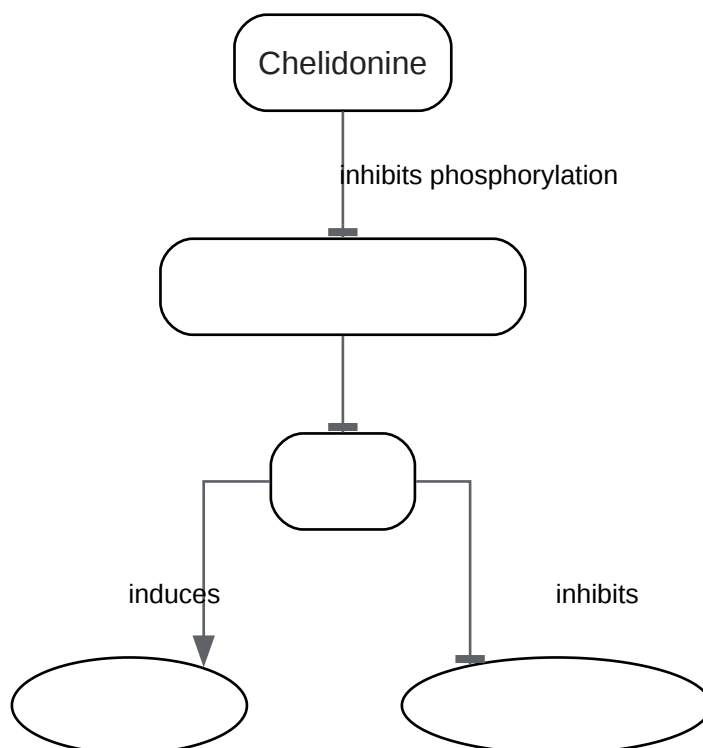 Chelidonine
inhibits phosphorylation
induces
inhibits